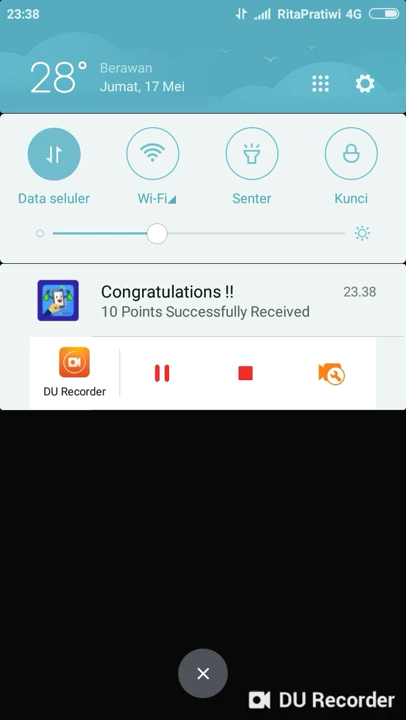 23:38
RitaPratiwi 4G
28°
Berawan
Jumat, 17 Mei
Data seluler
Wi-Fi
Senter
Kunci
Congratulations !!
23.38
10 Points Successfully Received
DU Recorder
DU Recorder